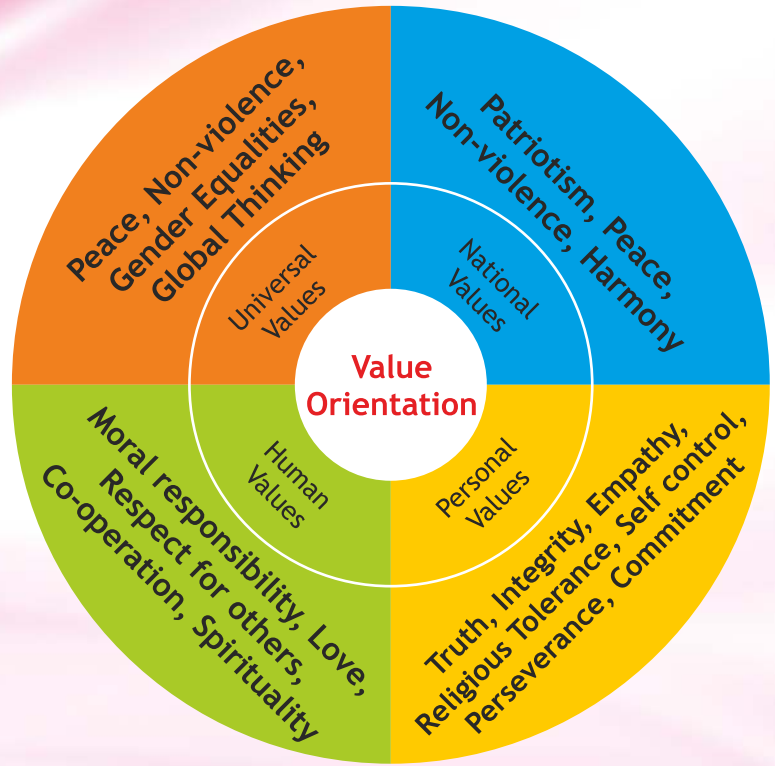 Peace, Non-violence,
Gender Equalities,
Global Thinking
Universal
Values
Patriotism, Peace,
Non-violence, Harmony
National
Values
Value
Orientation
Human
Values
Moral responsibility, Love,
Respect for others,
Co-operation, Spirituality
Personal
Values
Truth, Integrity, Empathy,
Religious Tolerance, Self control,
Perseverance, Commitment